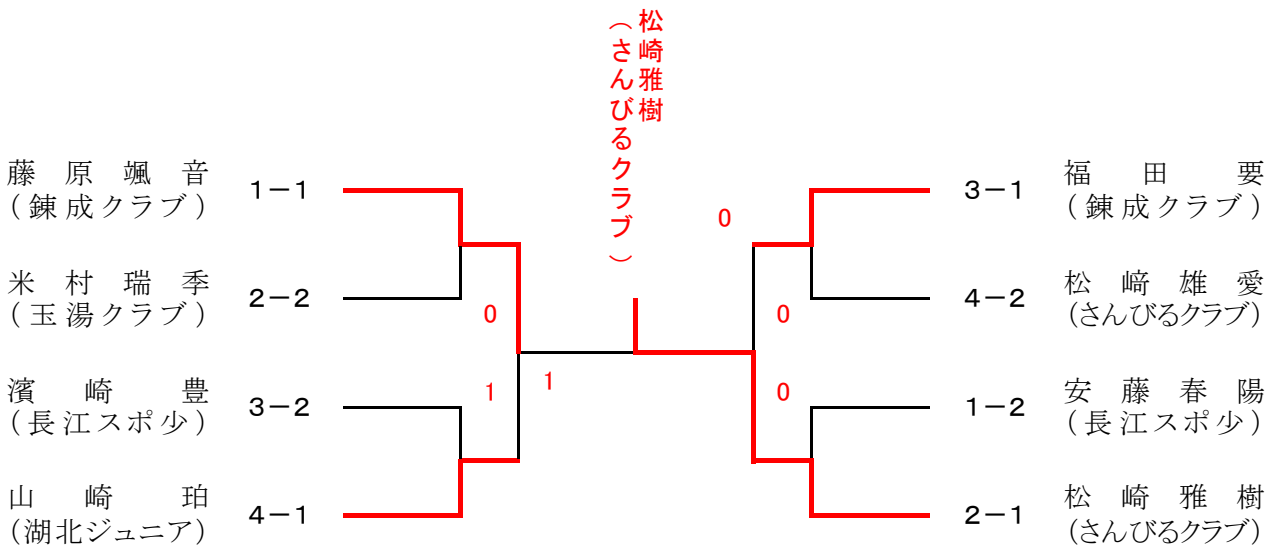 松崎雅樹
（さんびるクラブ）
藤原颯音
(錬成クラブ)
1－1
米村瑞季
(玉湯クラブ)
2－2
濱崎豊
(長江スポ少)
3－2
山崎珀
(湖北ジュニア)
4－1
0
1
1
0
0
0
3－1
福田要
(錬成クラブ)
4－2
松﨑雄愛
(さんびるクラブ)
1－2
安藤春陽
(長江スポ少)
2－1
松崎雅樹
(さんびるクラブ)